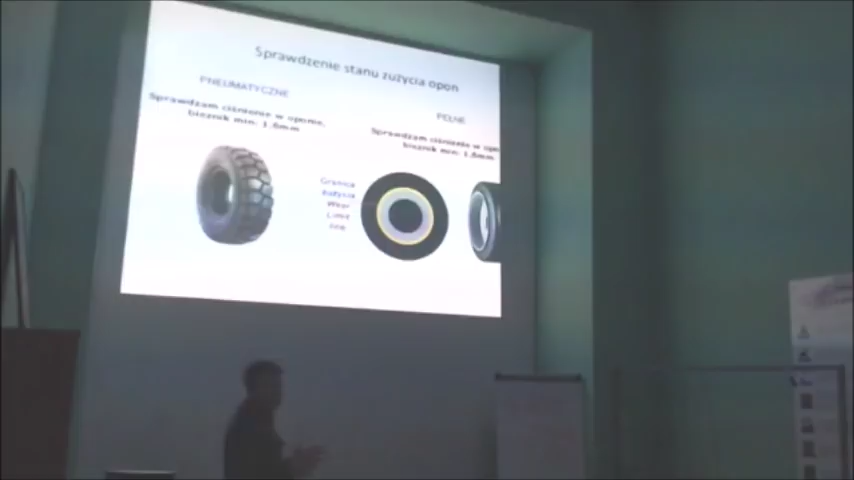 Sprawdzenie stanu zużycia opon
PNEUMATYCZNE
Sprawdzam ciśnienie w oponie,
bieżnik min. 1.6mm
PEŁNE
Sprawdzam ciśnienie w opo
bieżnik min. 1.6mm
Granica
zużycia
Wear
Limit
line